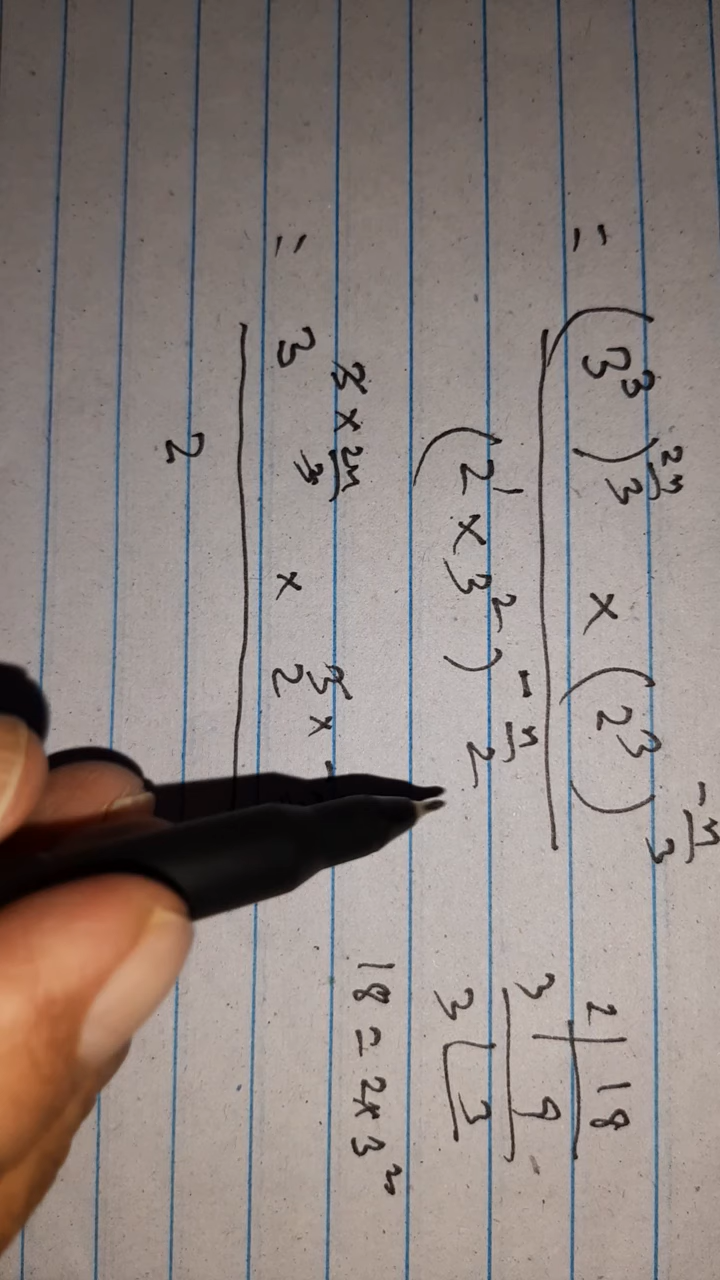 = (3³)^(2n/3) × (2³)^(-n/3)
(2¹ × 3²)^(-n/2)
= 3^(3 × 2n/3) × 2^(3 × -
2
2 | 18
3 | 9
3 | 3
18 = 2 × 3²